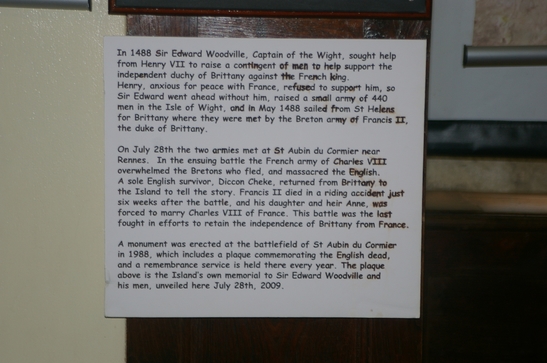 In 1488 Sir Edward Woodville, Captain of the Wight, sought help
from Henry VII to raise a contingent of men to help support the
independent duchy of Brittany against the French king.
Henry, anxious for peace with France, refused to support him, so
Sir Edward went ahead without him, raised a small army of 440
men in the Isle of Wight, and in May 1488 sailed from St Helens
for Brittany where they were met by the Breton army of Francis II,
the duke of Brittany.
On July 28th the two armies met at St Aubin du Cormier near
Rennes. In the ensuing battle the French army of Charles VIII
overwhelmed the Bretons who fled, and massacred the English.
A sole English survivor, Diccon Cheke, returned from Brittany to
the Island to tell the story. Francis II died in a riding accident just
six weeks after the battle, and his daughter and heir Anne, was
forced to marry Charles VIII of France. This battle was the last
fought in efforts to retain the independence of Brittany from France.
A monument was erected at the battlefield of St Aubin du Cormier
in 1988, which includes a plaque commemorating the English dead,
and a remembrance service is held there every year. The plaque
above is the Island's own memorial to Sir Edward Woodville and
his men, unveiled here July 28th, 2009.